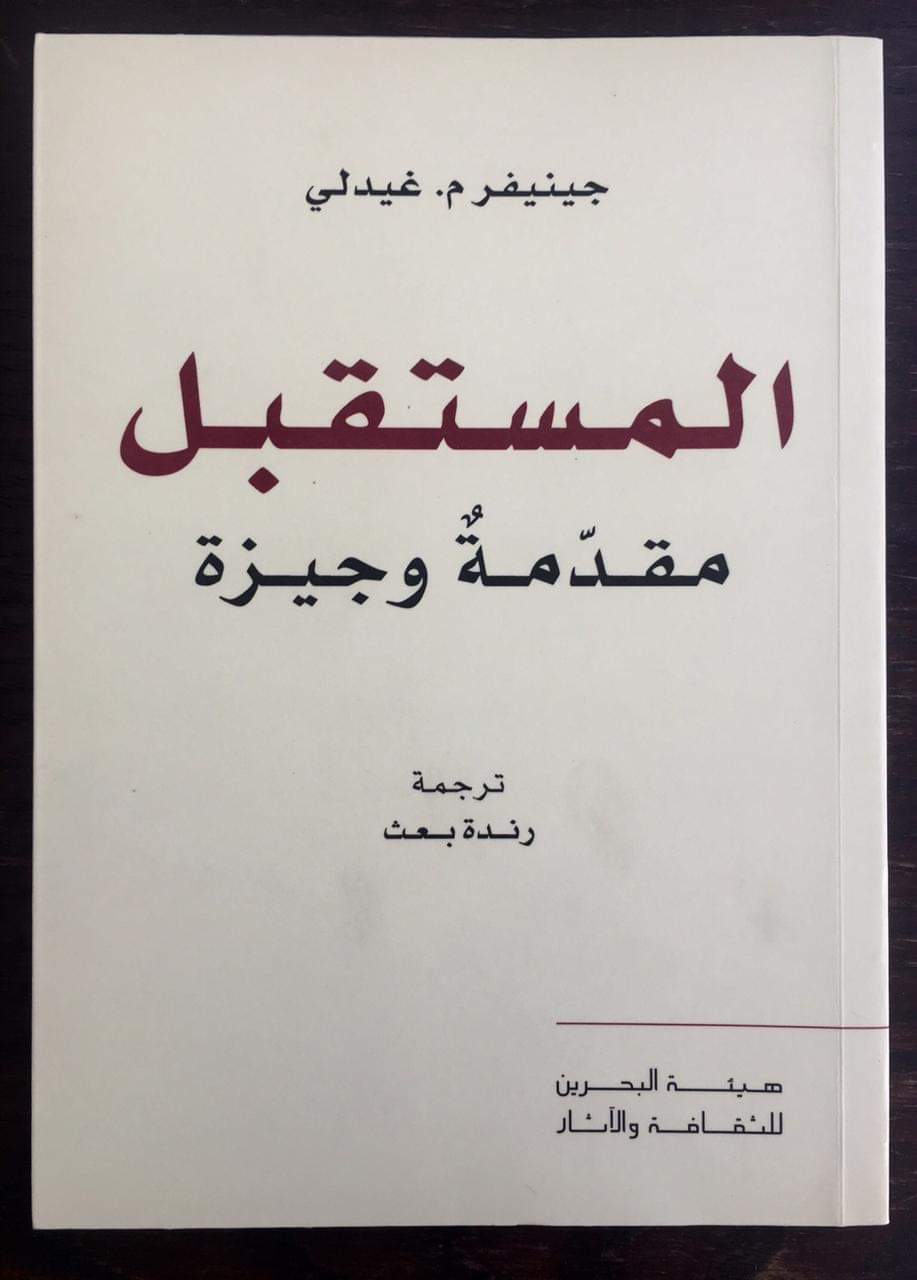 جينيفر م. غيدلي
المستقبل
مقدّمةٌ وجيزة
ترجمة
رندة بعث
هيئة البحرين
للثقافة والآثار